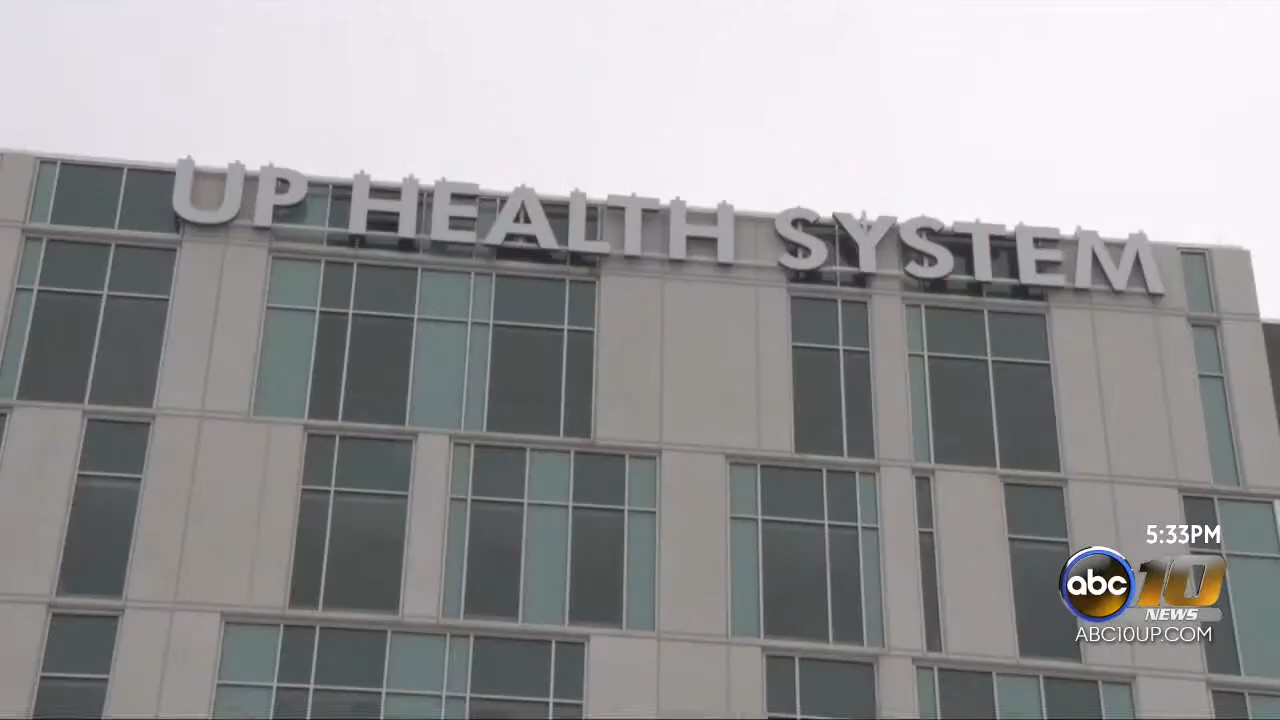 UP HEALTH SYSTEM
5:33PM
abc 10
NEWS
ABC10UP.COM